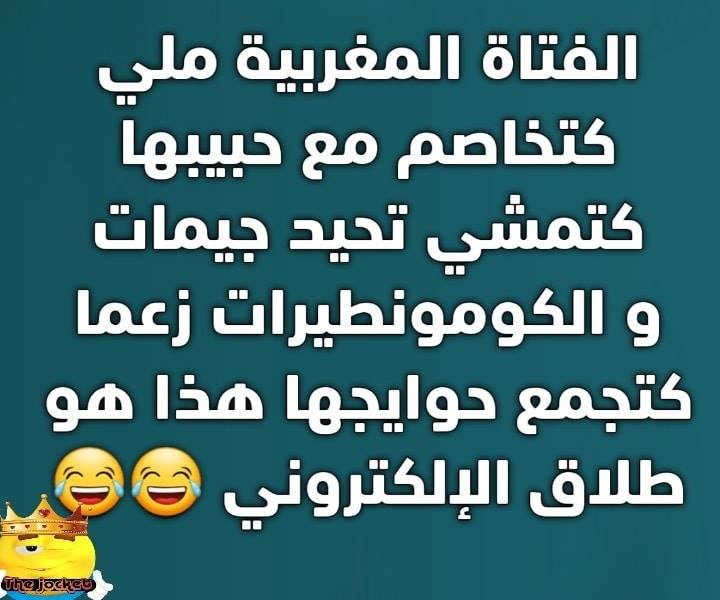 الفتاة المغربية ملي
كتخاصم مع حبيبها
كتمشي تحيد جيمات
و الكومونطيرات زعما
كتجمع حوايجها هذا هو
طلاق الإلكتروني 😂😂
The jocker